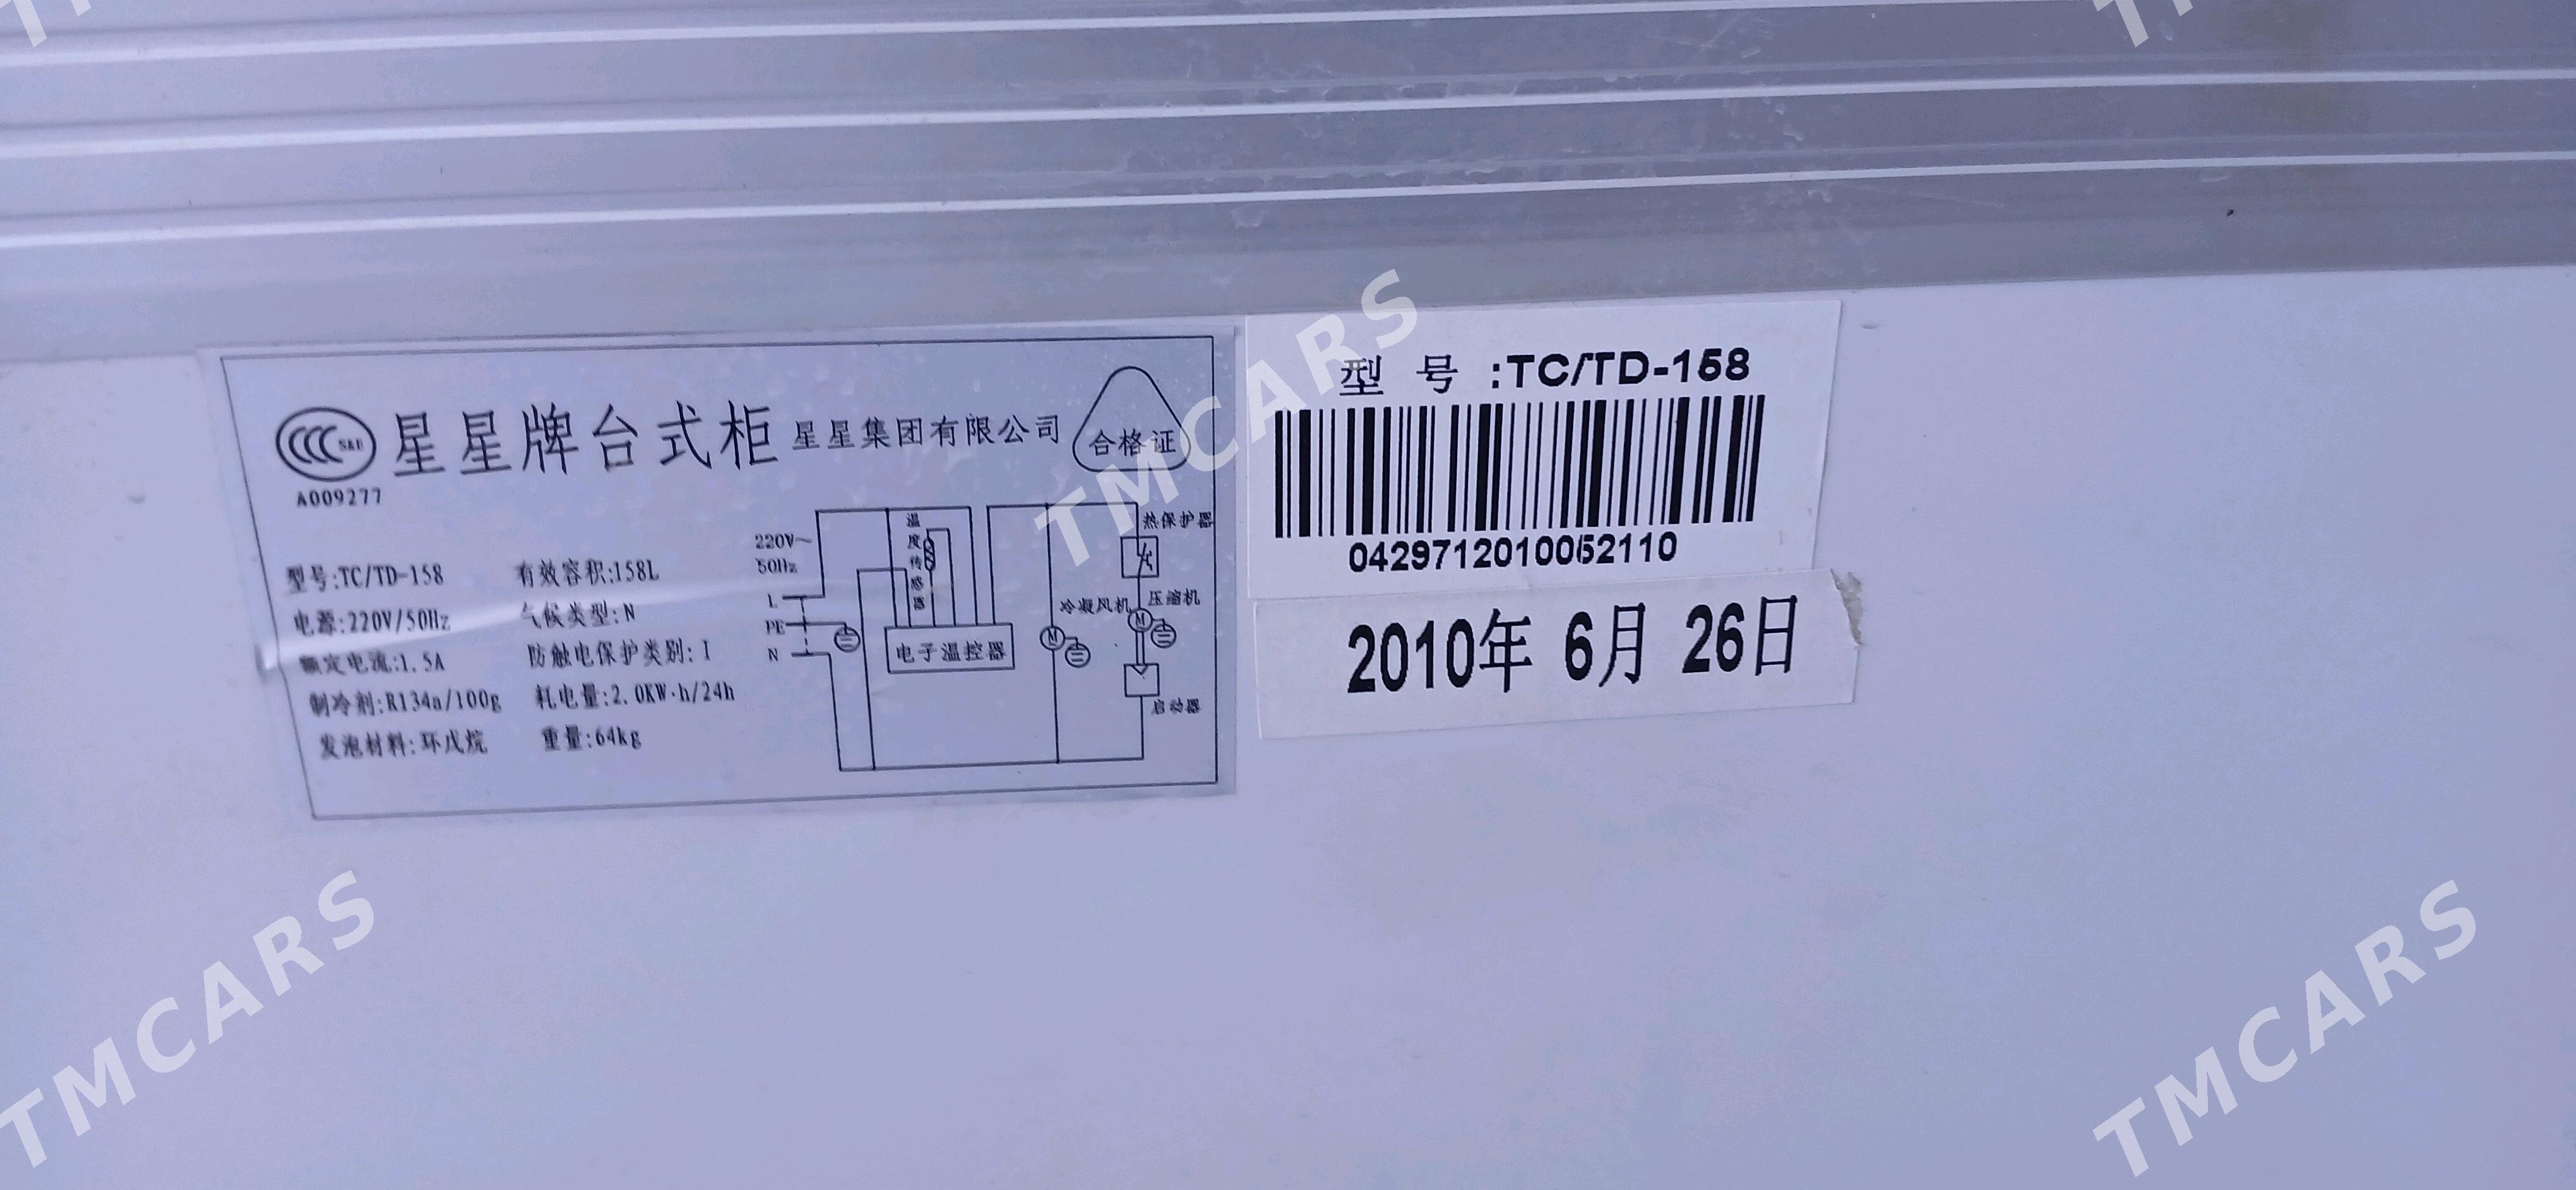 CCC S&E 星星牌台式柜 星星集团有限公司 合格证
A009277
型号:TC/TD-158 有效容积:158L
电源:220V/50Hz 气候类型:N
额定电流:1.5A 防触电保护类别:I
制冷剂:R134a/100g 耗电量:2.0KW·h/24h
发泡材料:环戊烷 重量:64kg
220V~
50Hz
L
PE
N
温度传感器
电子温控器
热保护器
冷凝风机
压缩机
M
M
启动器
型号:TC/TD-158
0429712010052110
2010年 6月 26日
TMCARS
TMCARS
TMCARS